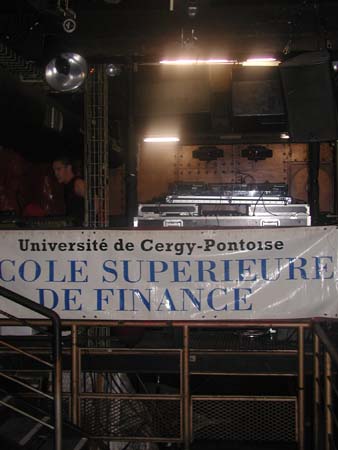 Université de Cergy-Pontoise
COLE SUPERIEURE
DE FINANCE